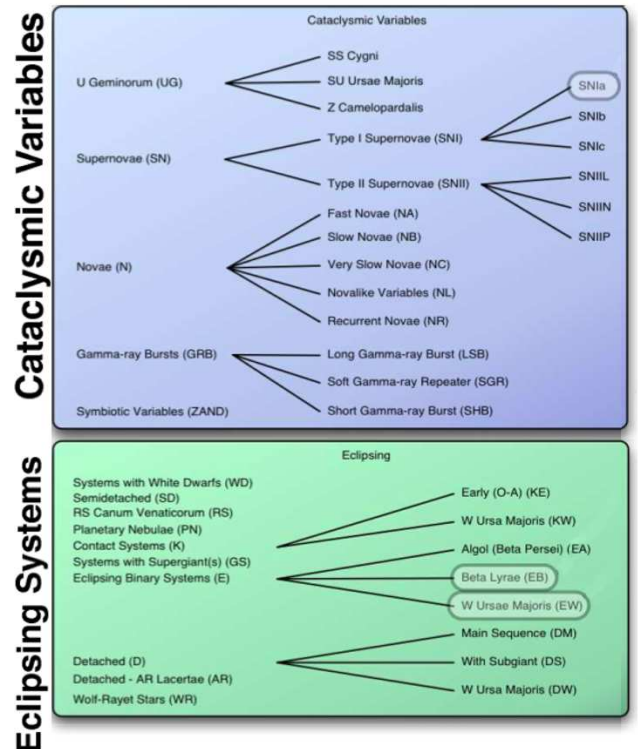 Cataclysmic Variables
Cataclysmic Variables
U Geminorum (UG)
SS Cygni
SU Ursae Majoris
Z Camelopardalis
Supernovae (SN)
Type I Supernovae (SNI)
SNIa
SNIb
SNIc
Type II Supernovae (SNII)
SNIIL
SNIIN
SNIIP
Novae (N)
Fast Novae (NA)
Slow Novae (NB)
Very Slow Novae (NC)
Novalike Variables (NL)
Recurrent Novae (NR)
Gamma-ray Bursts (GRB)
Long Gamma-ray Burst (LSB)
Soft Gamma-ray Repeater (SGR)
Short Gamma-ray Burst (SHB)
Symbiotic Variables (ZAND)
Eclipsing Systems
Eclipsing
Systems with White Dwarfs (WD)
Semidetached (SD)
RS Canum Venaticorum (RS)
Planetary Nebulae (PN)
Contact Systems (K)
Early (O-A) (KE)
W Ursa Majoris (KW)
Systems with Supergiant(s) (GS)
Eclipsing Binary Systems (E)
Algol (Beta Persei) (EA)
Beta Lyrae (EB)
W Ursae Majoris (EW)
Detached (D)
Main Sequence (DM)
With Subgiant (DS)
W Ursa Majoris (DW)
Detached - AR Lacertae (AR)
Wolf-Rayet Stars (WR)